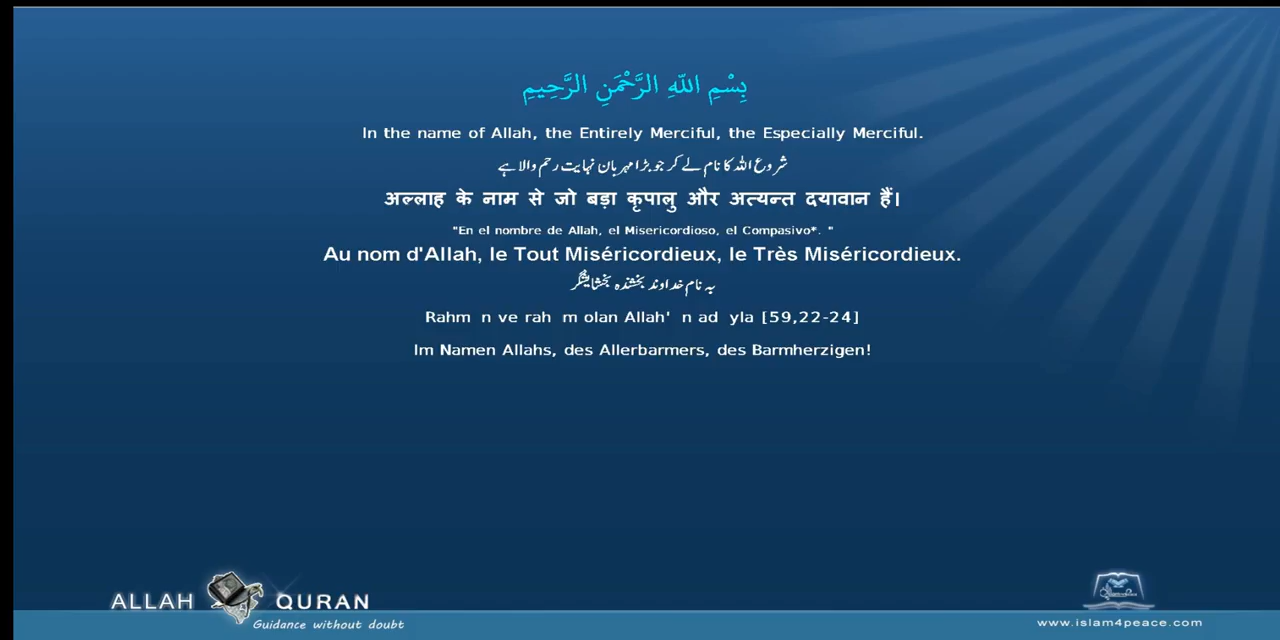 بِسْمِ اللّهِ الرَّحْمَنِ الرَّحِيمِ
In the name of Allah, the Entirely Merciful, the Especially Merciful.
شروع الله کا نام لے کر جو بڑا مہربان نہایت رحم والا ہے
अल्लाह के नाम से जो बड़ा कृपालु और अत्यन्त दयावान हैं।
"En el nombre de Allah, el Misericordioso, el Compasivo*. "
Au nom d'Allah, le Tout Miséricordieux, le Très Miséricordieux.
به نام خداوند بخشنده بخشایشگر
Rahm n ve rah m olan Allah' n ad yla [59,22-24]
Im Namen Allahs, des Allerbarmers, des Barmherzigen!
ALLAH QURAN
Guidance without doubt
www.islam4peace.com